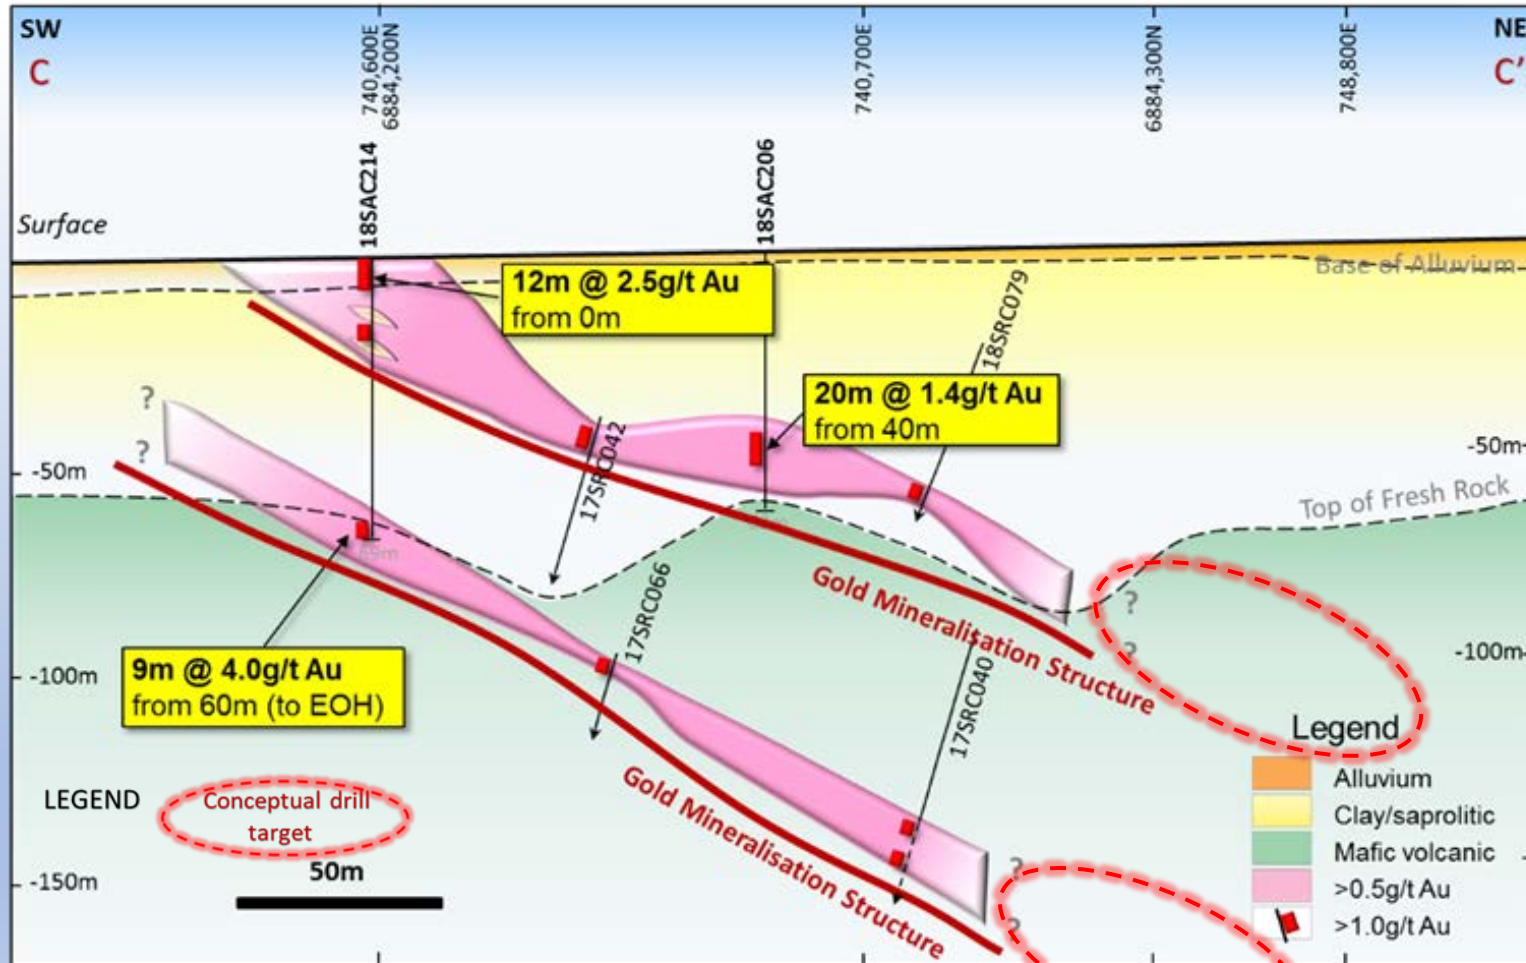 SW
NE
C
C'
740,600E
6884,200N
740,700E
6884,300N
748,800E
18SAC214
18SAC206
Surface
Base of Alluvium
12m @ 2.5g/t Au
from 0m
18SRC079
20m @ 1.4g/t Au
from 40m
17SRC042
-50m
-50m
Top of Fresh Rock
?
?
69m
17SRC066
Gold Mineralisation Structure
?
?
9m @ 4.0g/t Au
from 60m (to EOH)
-100m
-100m
17SRC040
Gold Mineralisation Structure
LEGEND
Conceptual drill
target
50m
-150m
?
?
Legend
Alluvium
Clay/saprolitic
Mafic volcanic
>0.5g/t Au
>1.0g/t Au